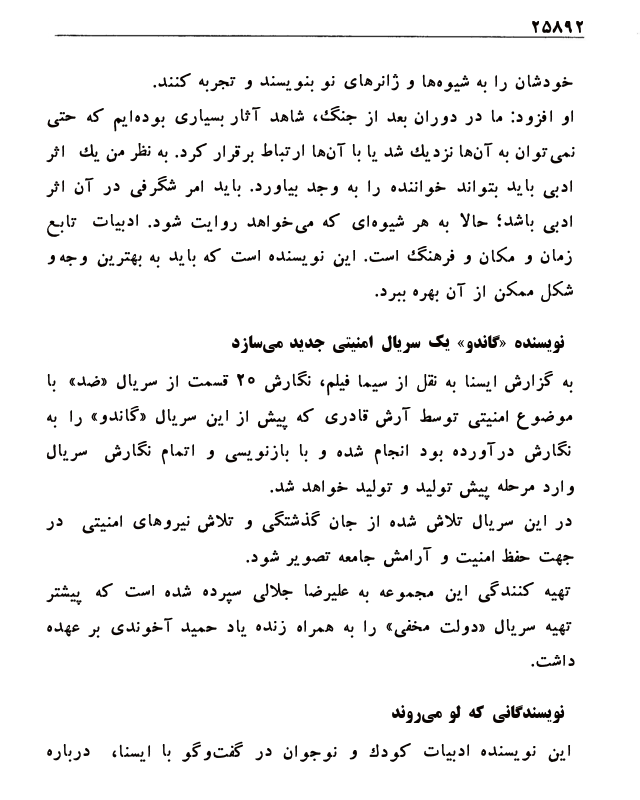 ۲۵۸۹۲
خودشان را به شیوه‌ها و ژانرهای نو بنویسند و تجربه کنند.
او افزود: ما در دوران بعد از جنگ، شاهد آثار بسیاری بوده‌ایم که حتی
نمی‌توان به آن‌ها نزدیك شد یا با آن‌ها ارتباط برقرار کرد. به نظر من یك اثر
ادبی باید بتواند خواننده را به وجد بیاورد. باید امر شگرفی در آن اثر
ادبی باشد؛ حالا به هر شیوه‌ای که می‌خواهد روایت شود. ادبیات تابع
زمان و مکان و فرهنگ است. این نویسنده است که باید به بهترین وجه و
شکل ممکن از آن بهره ببرد.
نویسنده «گاندو» یک سریال امنیتی جدید می‌سازد
به گزارش ایسنا به نقل از سیما فیلم، نگارش ۲۰ قسمت از سریال «ضد» با
موضوع امنیتی توسط آرش قادری که پیش از این سریال «گاندو» را به
نگارش درآورده بود انجام شده و با بازنویسی و اتمام نگارش سریال
وارد مرحله پیش تولید و تولید خواهد شد.
در این سریال تلاش شده از جان گذشتگی و تلاش نیروهای امنیتی در
جهت حفظ امنیت و آرامش جامعه تصویر شود.
تهیه کنندگی این مجموعه به علیرضا جلالی سپرده شده است که پیشتر
تهیه سریال «دولت مخفی» را به همراه زنده یاد حمید آخوندی بر عهده
داشت.
نویسندگانی که لو می‌روند
این نویسنده ادبیات کودك و نوجوان در گفت‌وگو با ایسنا، درباره